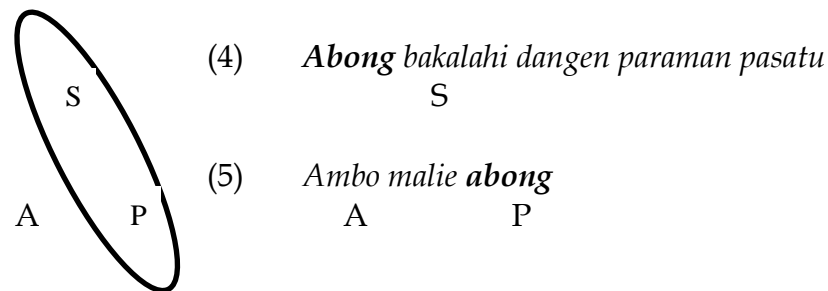 (4) Abong bakalahi dangen paraman pasatu
S S
(5) Ambo malie abong
A P A P